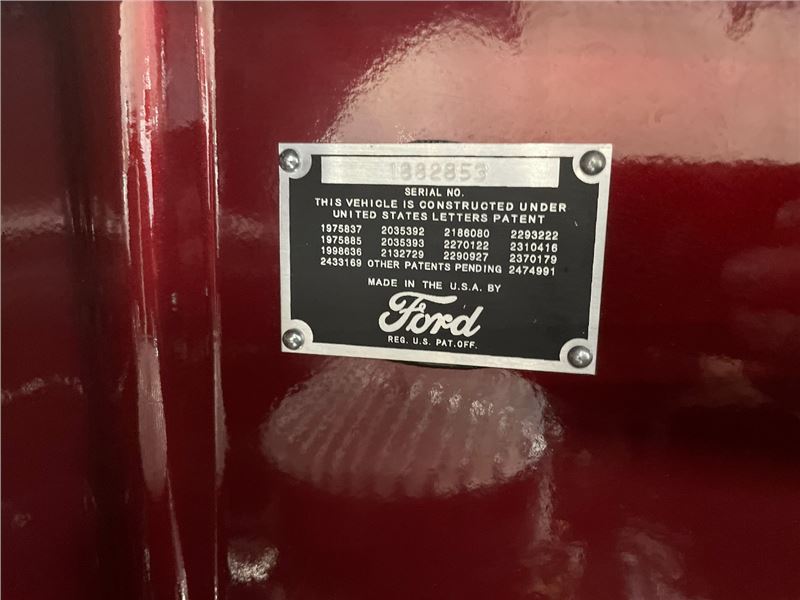 1882853
SERIAL NO.
THIS VEHICLE IS CONSTRUCTED UNDER
UNITED STATES LETTERS PATENT
1975837 2035392 2186080 2293222
1975885 2035393 2270122 2310416
1998636 2132729 2290927 2370179
2433169 OTHER PATENTS PENDING 2474991
MADE IN THE U.S.A. BY
Ford
REG. U.S. PAT. OFF.